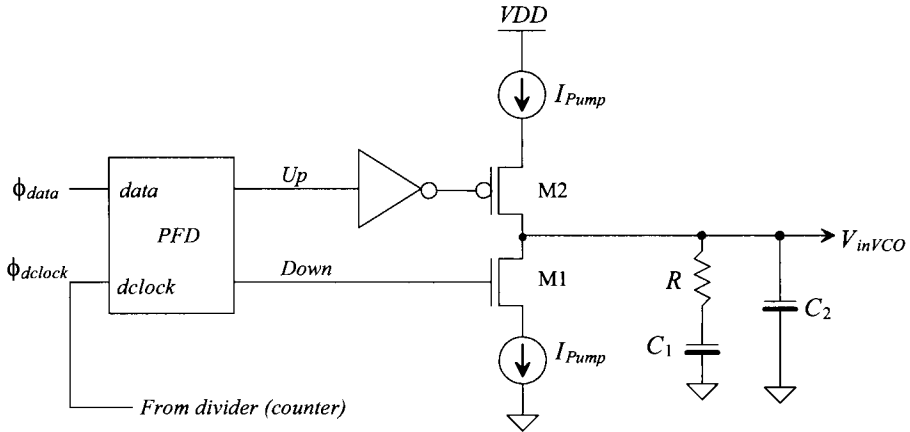 VDD
I_Pump
Up
M2
ϕ_data
data
PFD
V_inVCO
ϕ_dclock
dclock
Down
M1
R
C_2
C_1
I_Pump
From divider (counter)